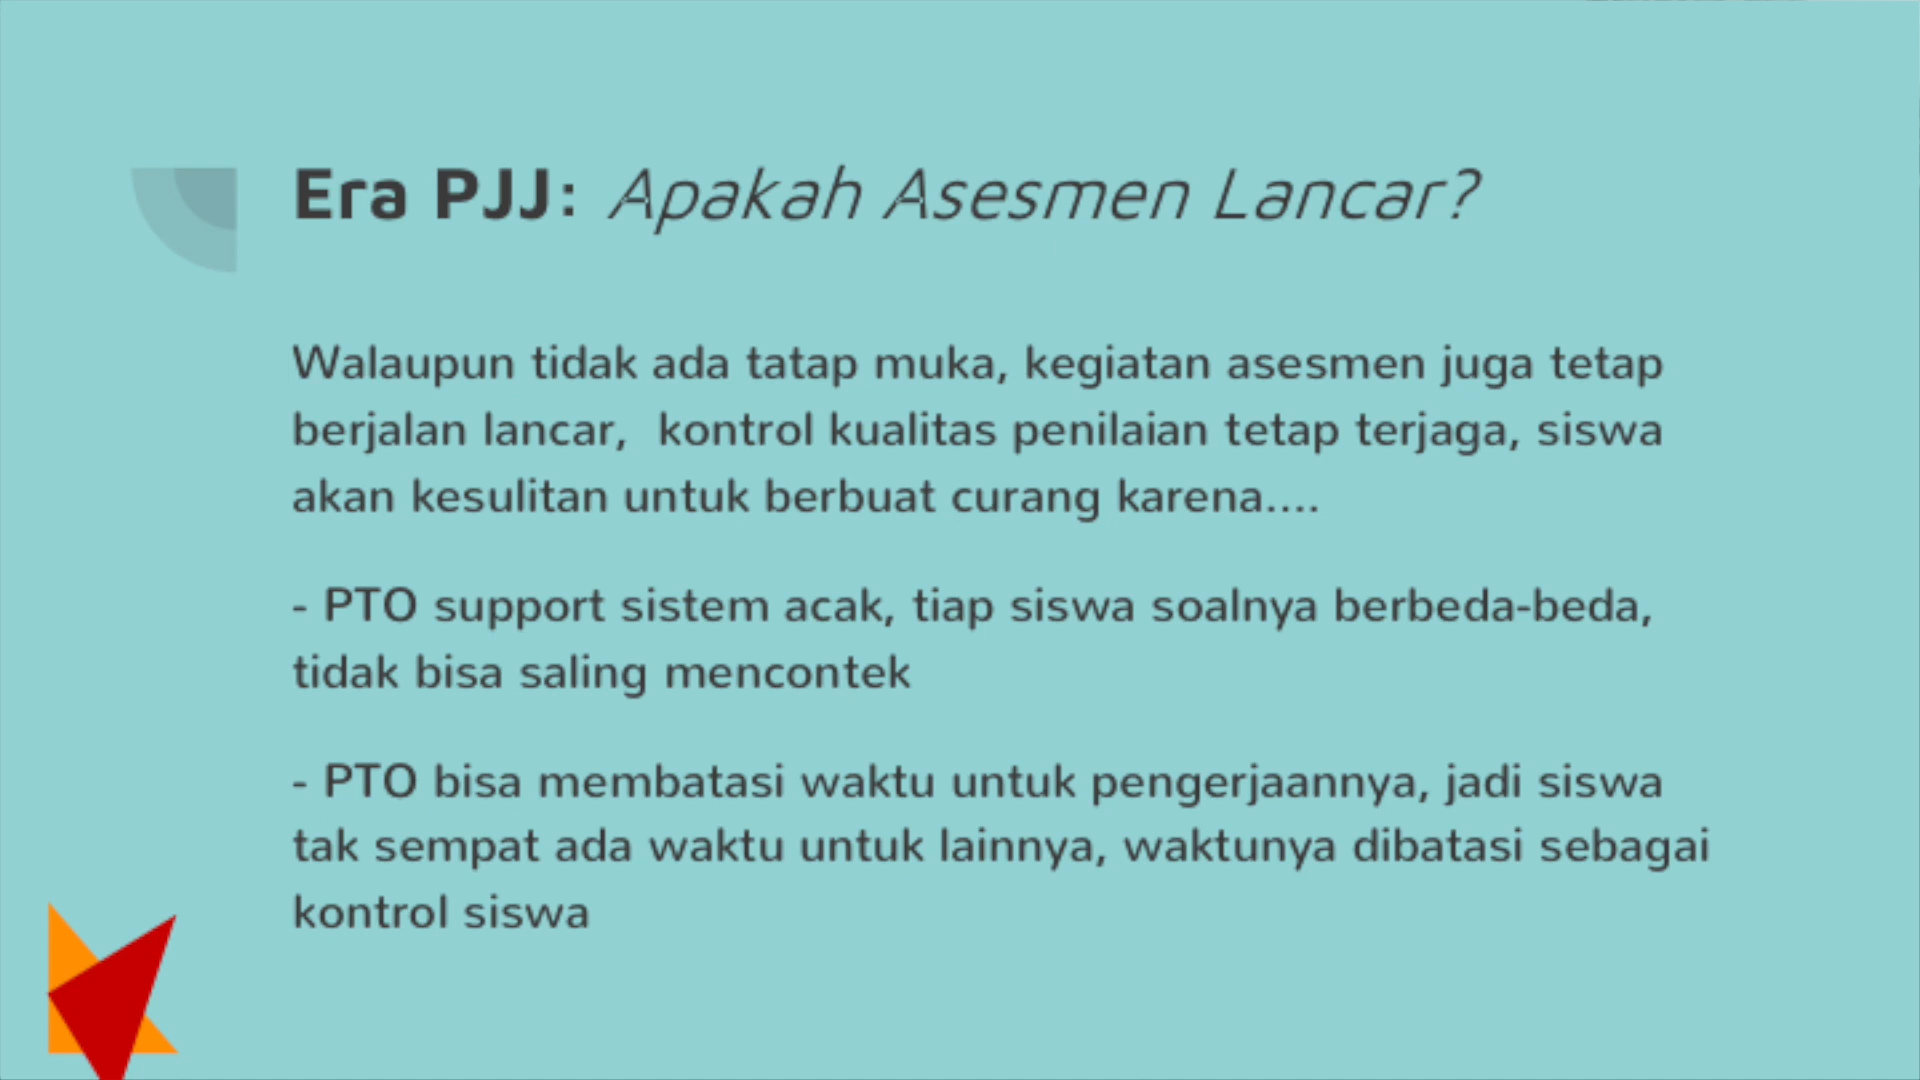 Era PJJ: Apakah Asesmen Lancar?
Walaupun tidak ada tatap muka, kegiatan asesmen juga tetap
berjalan lancar,  kontrol kualitas penilaian tetap terjaga, siswa
akan kesulitan untuk berbuat curang karena....
- PTO support sistem acak, tiap siswa soalnya berbeda-beda,
tidak bisa saling mencontek
- PTO bisa membatasi waktu untuk pengerjaannya, jadi siswa
tak sempat ada waktu untuk lainnya, waktunya dibatasi sebagai
kontrol siswa